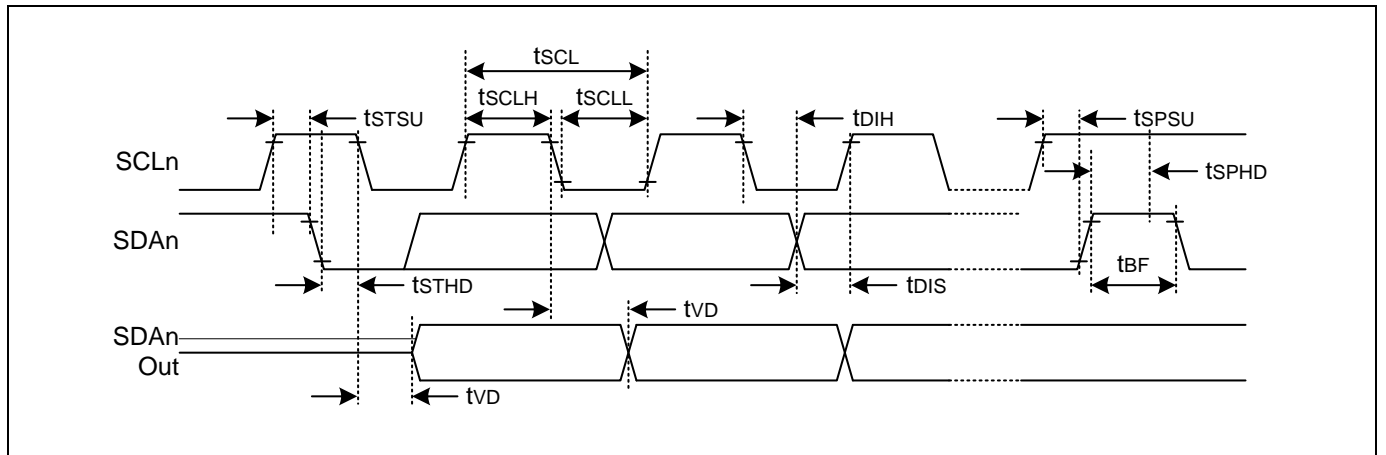 tSCL
tSCLH tSCLL
tSTSU tDIH tSPSU
SCLn
tSPHD
SDAn
tBF
tSTHD tDIS
tVD
SDAn
Out
tVD